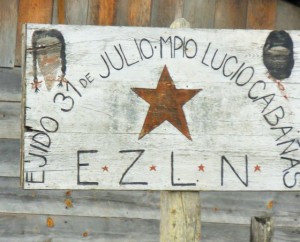 EJIDO 31 DE JULIO · MPIO LUCIO CABAÑAS
E · Z · L · N ·